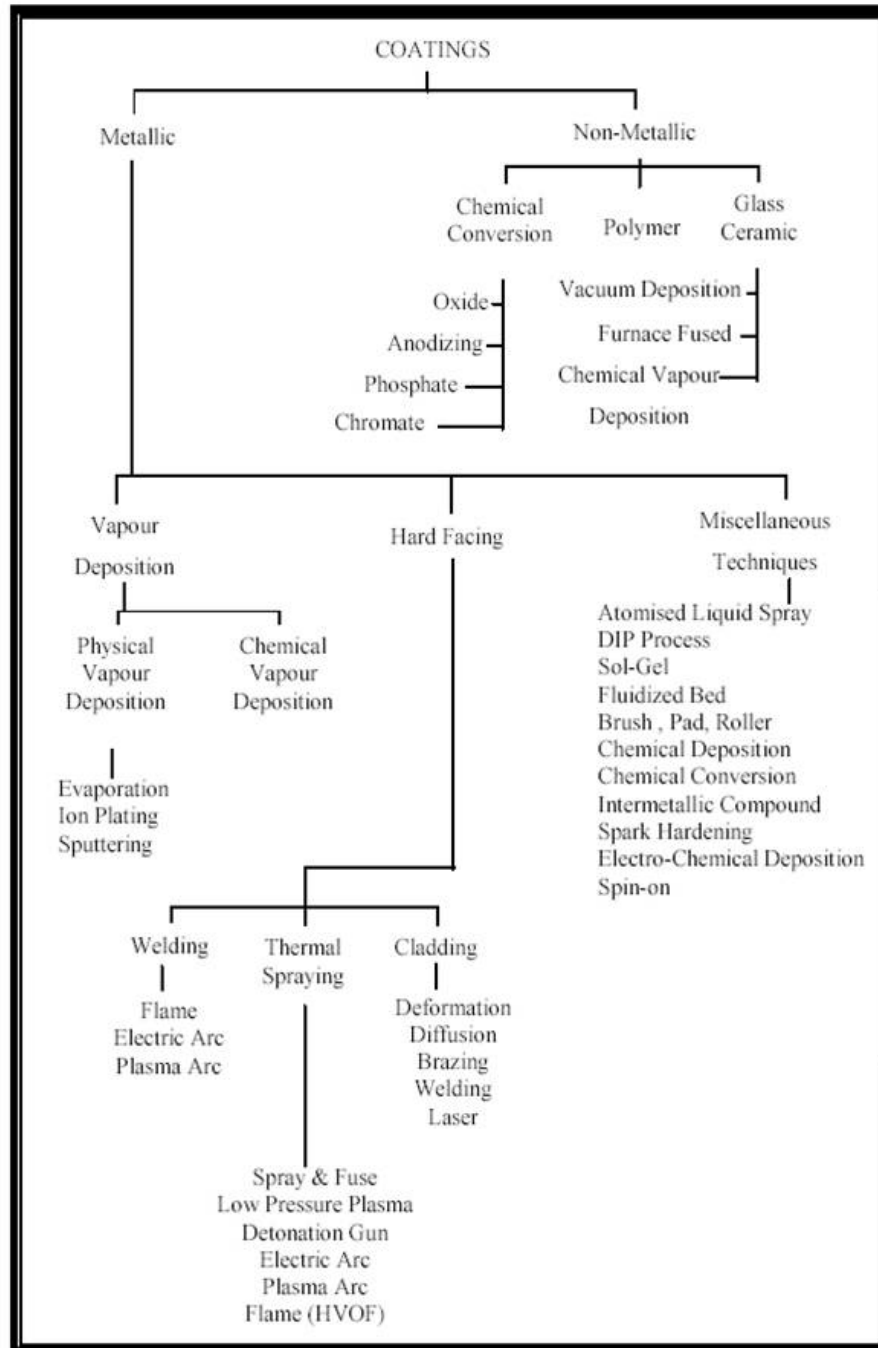 COATINGS
Metallic
Non-Metallic
Chemical
Conversion
Polymer
Glass
Ceramic
Oxide
Anodizing
Phosphate
Chromate
Vacuum Deposition
Furnace Fused
Chemical Vapour
Deposition
Vapour
Deposition
Hard Facing
Miscellaneous
Techniques
Physical
Vapour
Deposition
Chemical
Vapour
Deposition
Evaporation
Ion Plating
Sputtering
Atomised Liquid Spray
DIP Process
Sol-Gel
Fluidized Bed
Brush , Pad, Roller
Chemical Deposition
Chemical Conversion
Intermetallic Compound
Spark Hardening
Electro-Chemical Deposition
Spin-on
Welding
Thermal
Spraying
Cladding
Flame
Electric Arc
Plasma Arc
Deformation
Diffusion
Brazing
Welding
Laser
Spray & Fuse
Low Pressure Plasma
Detonation Gun
Electric Arc
Plasma Arc
Flame (HVOF)